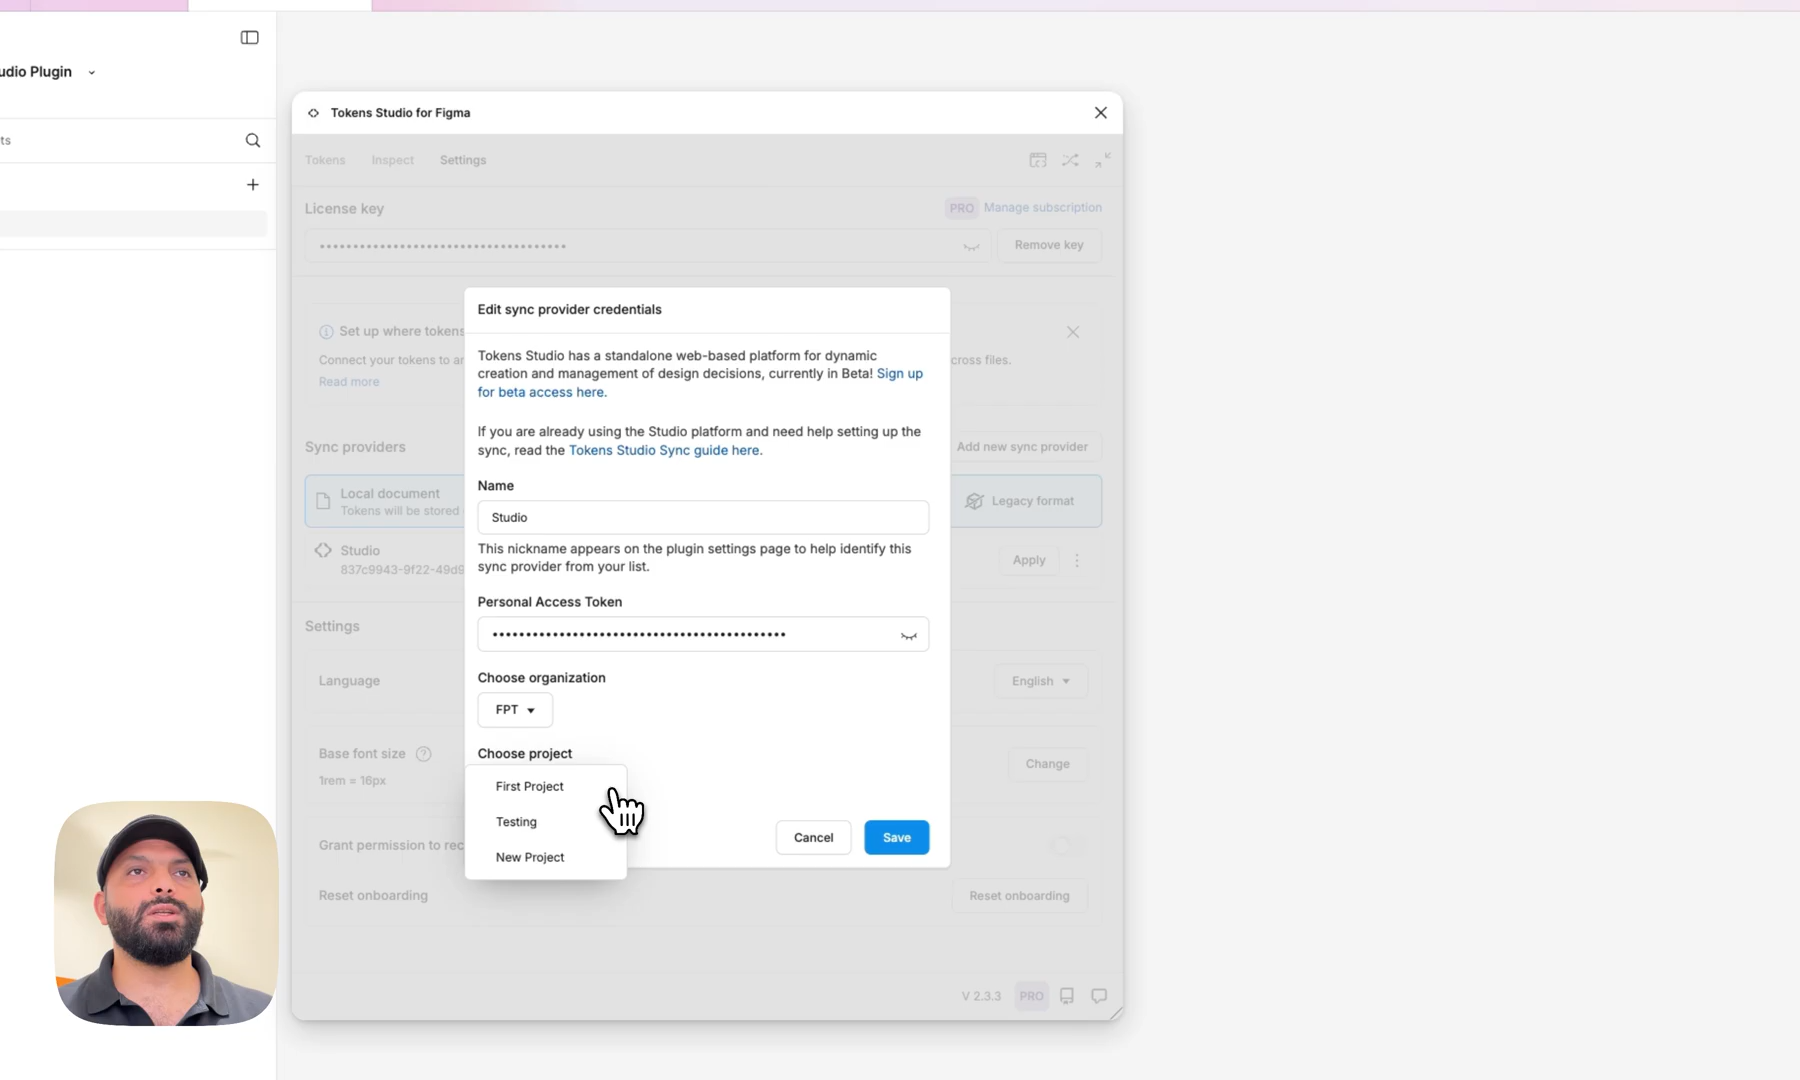 udio Plugin
ts
Tokens Studio for Figma
Tokens Inspect Settings
License key
PRO Manage subscription
Remove key
Edit sync provider credentials
Set up where tokens
Connect your tokens to an
cross files.
Read more
Tokens Studio has a standalone web-based platform for dynamic
creation and management of design decisions, currently in Beta! Sign up
for beta access here.
If you are already using the Studio platform and need help setting up the
sync, read the Tokens Studio Sync guide here.
Sync providers
Add new sync provider
Local document
Tokens will be stored
Legacy format
Studio
837c9943-9f22-49d9
Apply
Name
Studio
This nickname appears on the plugin settings page to help identify this
sync provider from your list.
Personal Access Token
Choose organization
FPT
Choose project
First Project
Testing
New Project
Cancel
Save
Settings
Language
English
Base font size
1rem = 16px
Change
Grant permission to rec
Reset onboarding
Reset onboarding
V 2.3.3 PRO